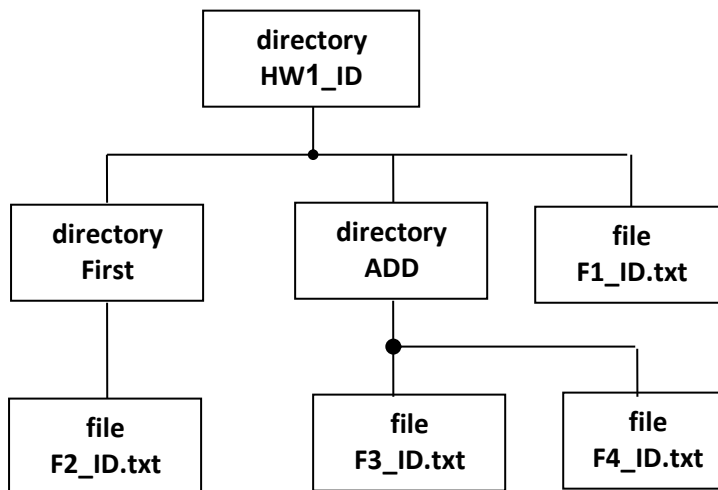 directory
HW1_ID
directory
First
directory
ADD
file
F1_ID.txt
file
F2_ID.txt
file
F3_ID.txt
file
F4_ID.txt